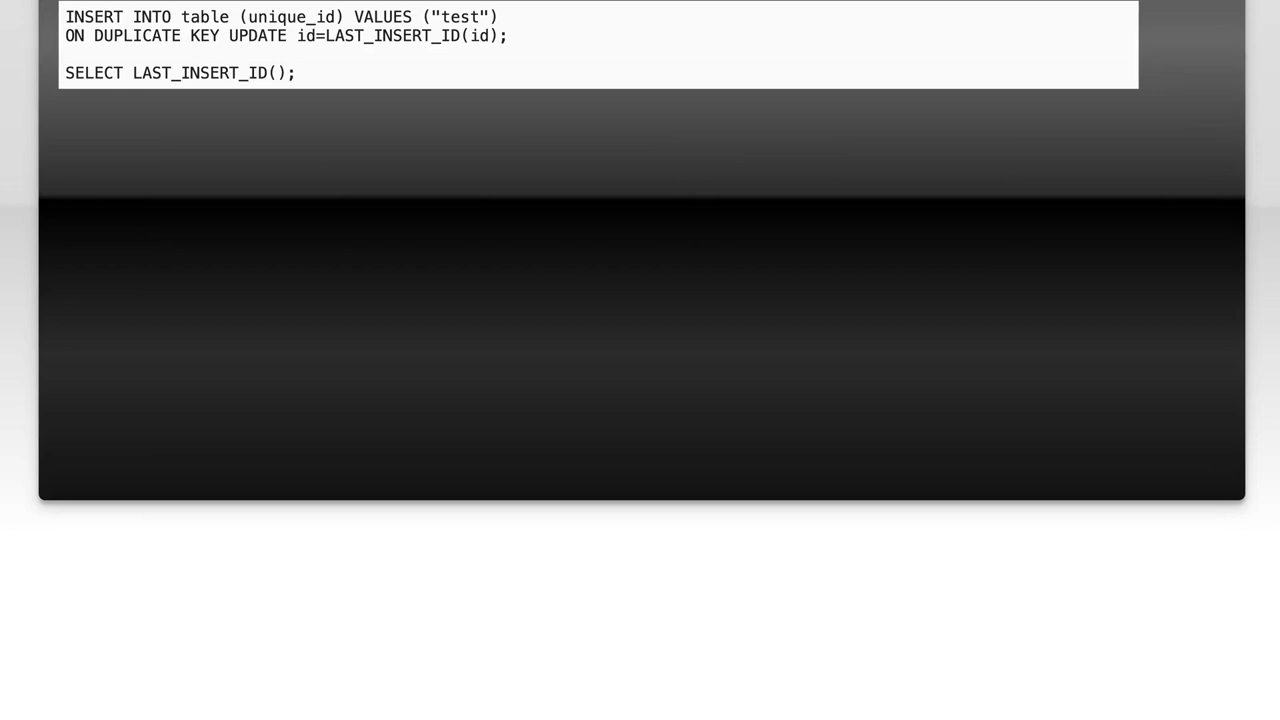 INSERT INTO table (unique_id) VALUES ("test")
ON DUPLICATE KEY UPDATE id=LAST_INSERT_ID(id);
SELECT LAST_INSERT_ID();